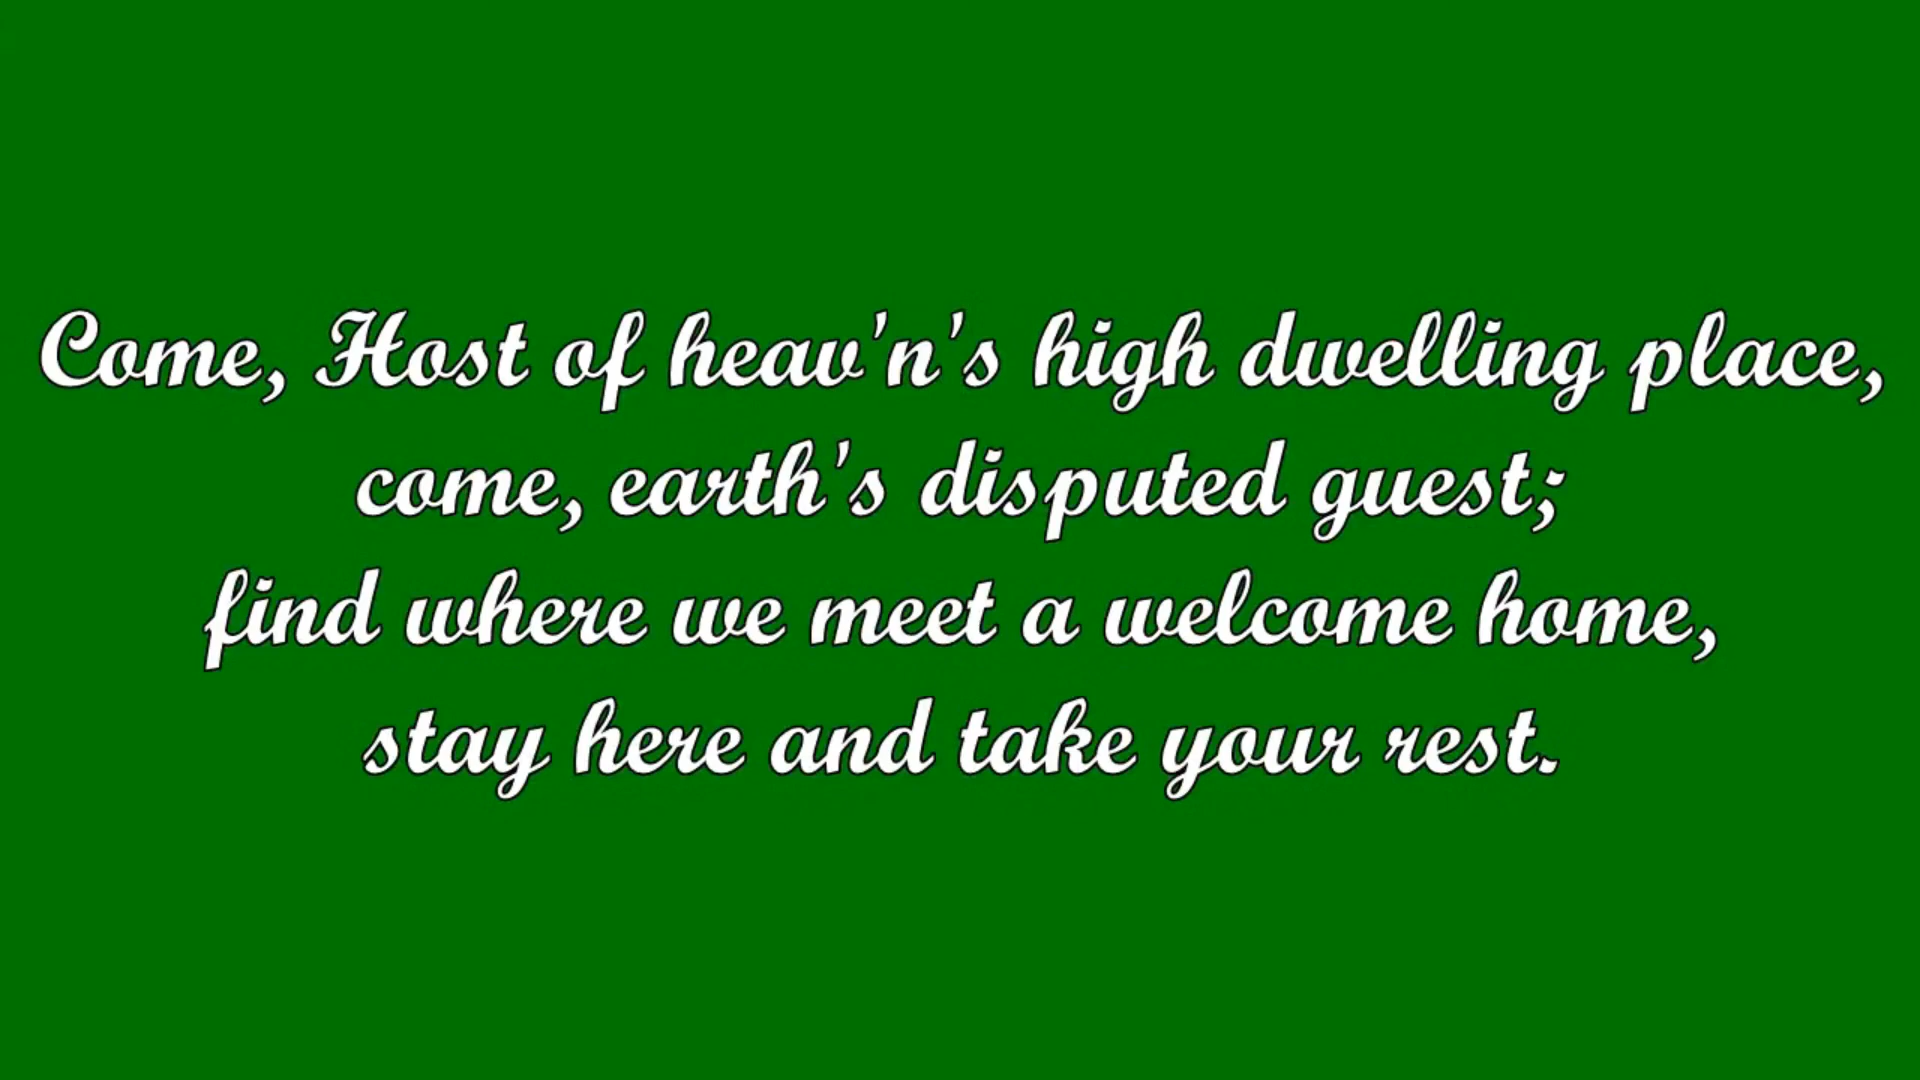 Come, Host of heav'n's high dwelling place,
come, earth's disputed guest;
find where we meet a welcome home,
stay here and take your rest.